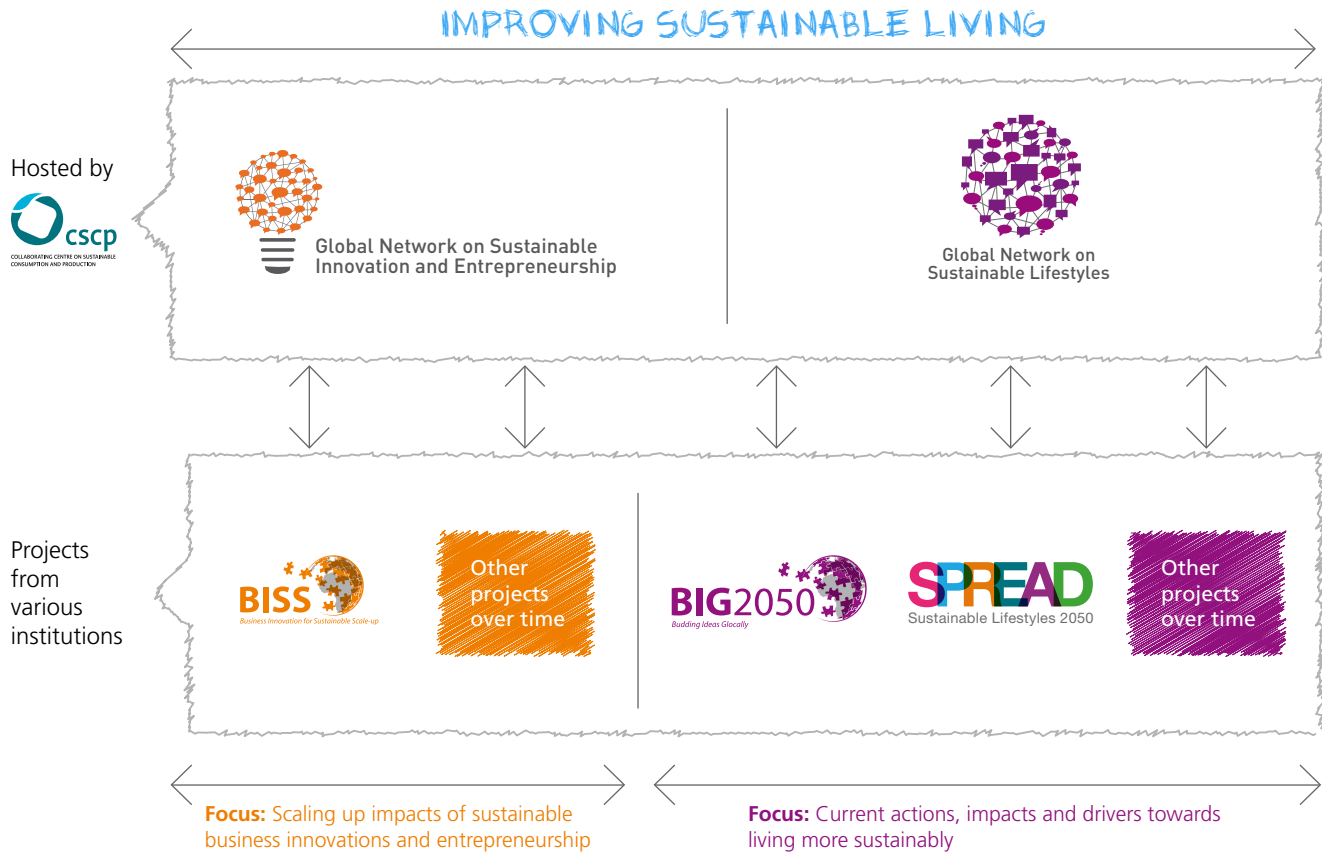 IMPROVING SUSTAINABLE LIVING
Hosted by
cscp
COLLABORATING CENTRE ON SUSTAINABLE
CONSUMPTION AND PRODUCTION
Global Network on Sustainable
Innovation and Entrepreneurship
Global Network on
Sustainable Lifestyles
Projects
from
various
institutions
BISS
Business Innovation for Sustainable Scale-up
Other
projects
over time
BIG2050
Budding Ideas Glocally
SPREAD
Sustainable Lifestyles 2050
Other
projects
over time
Focus: Scaling up impacts of sustainable
business innovations and entrepreneurship
Focus: Current actions, impacts and drivers towards
living more sustainably